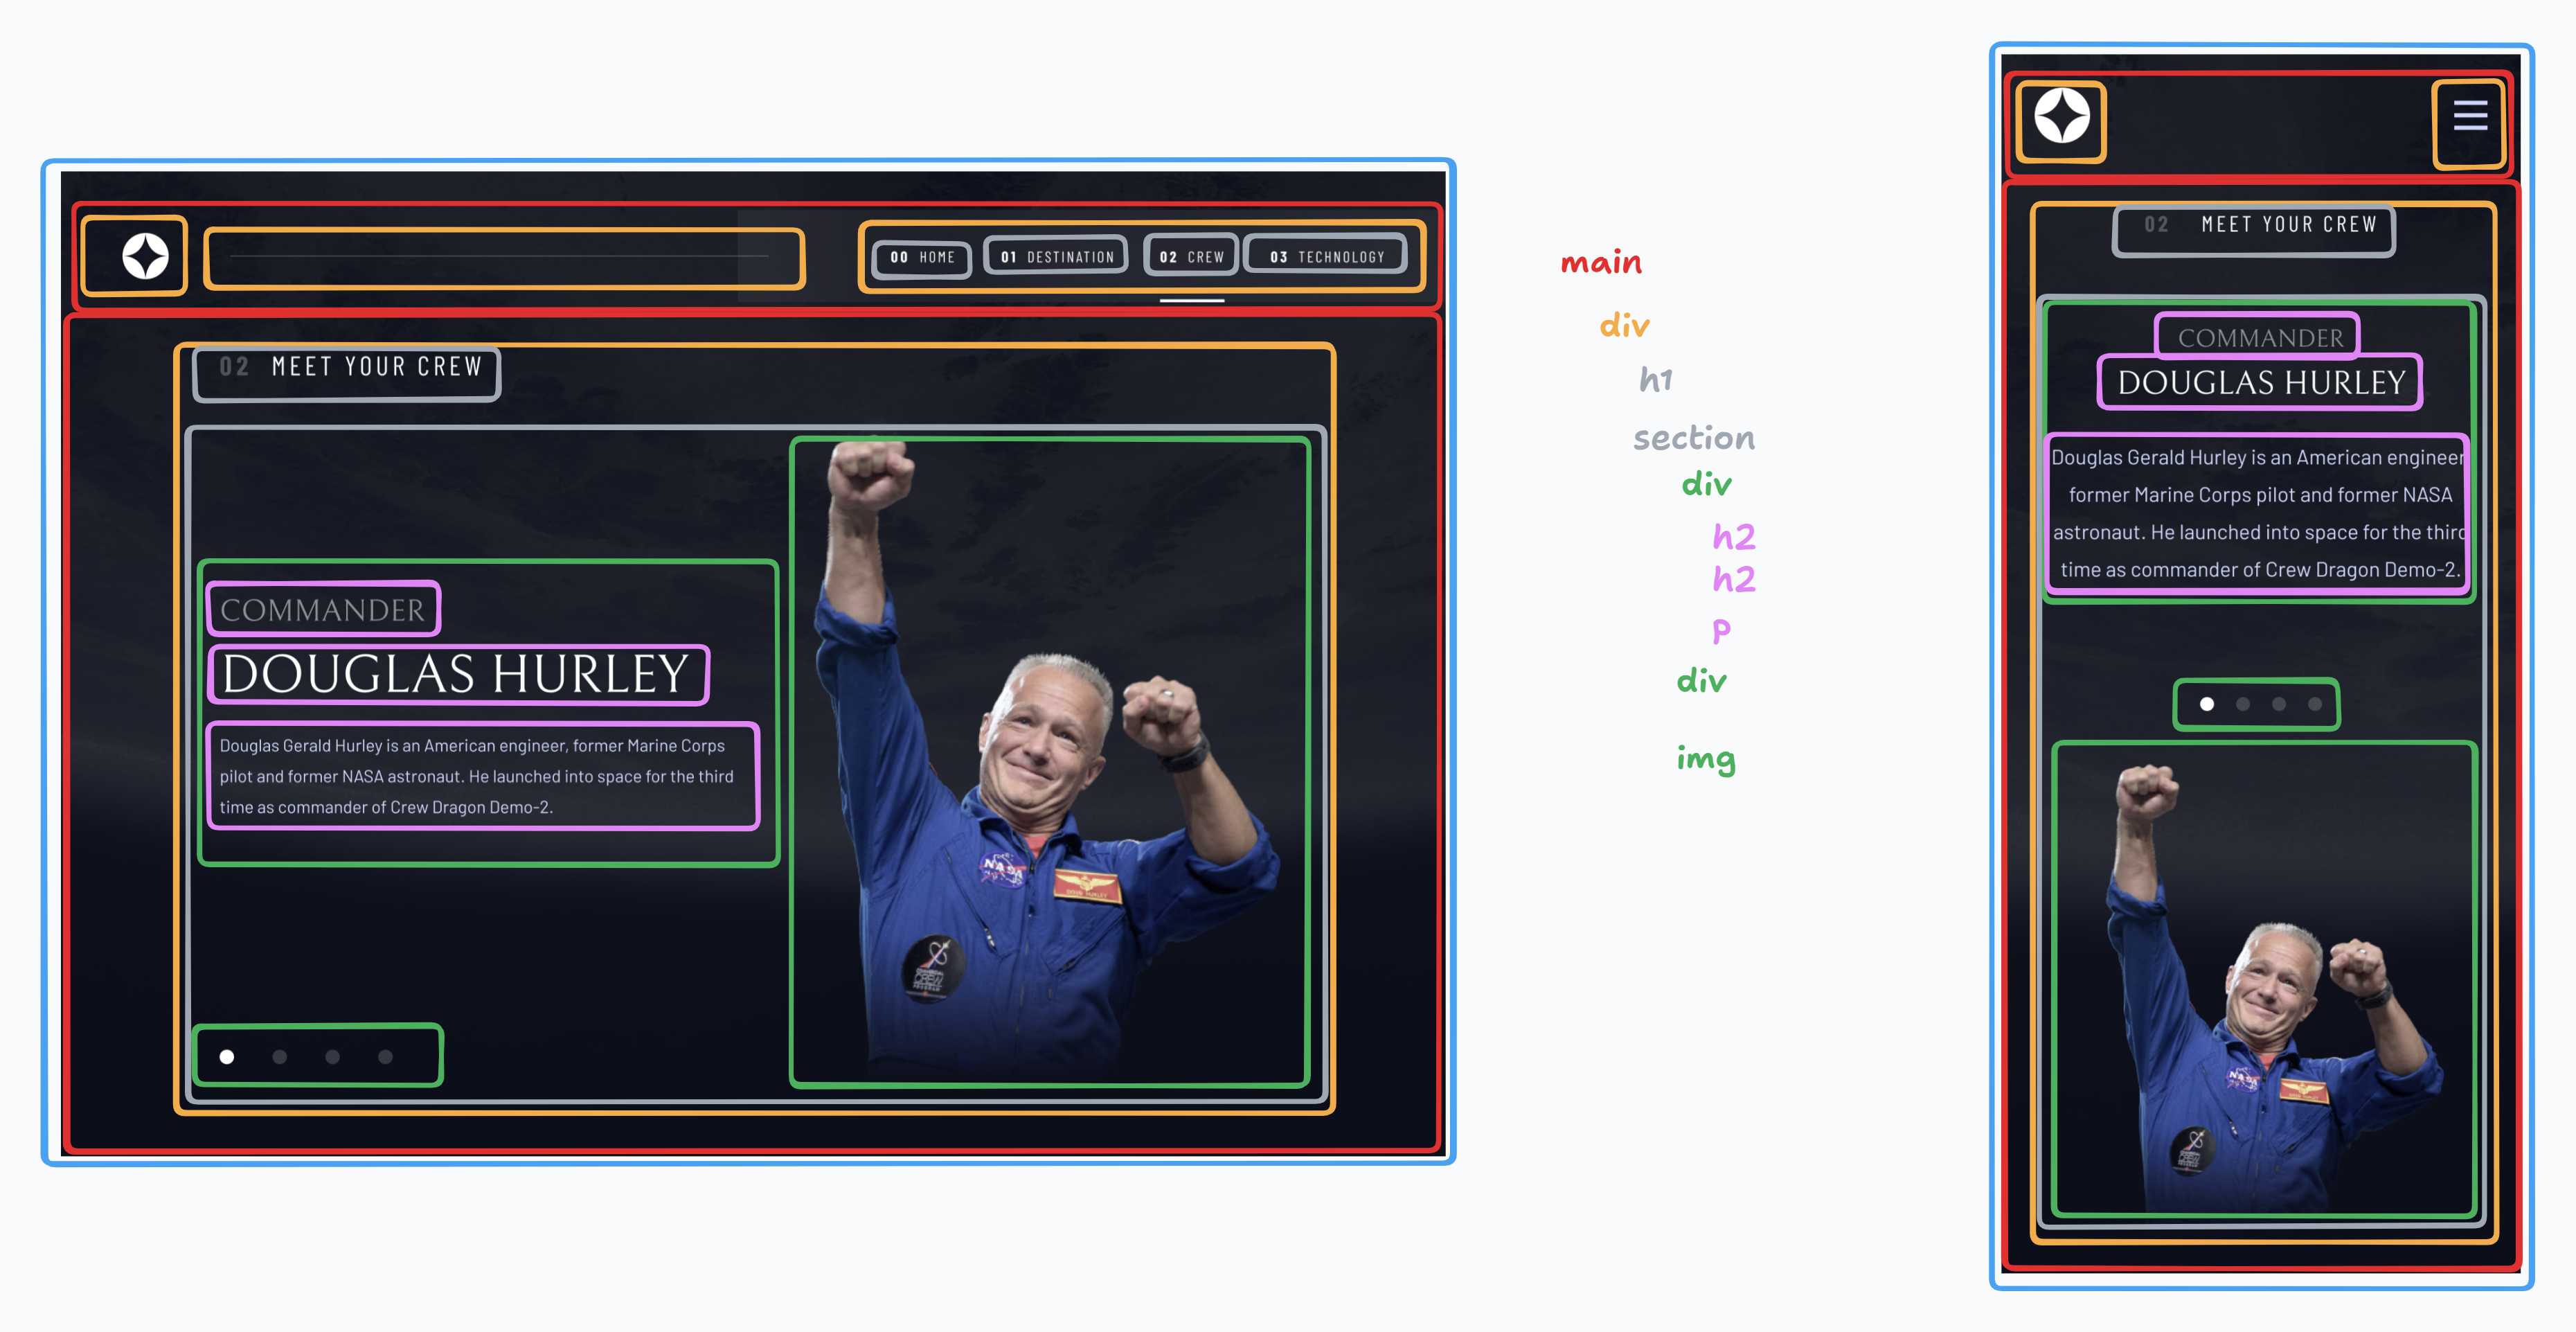 00 HOME
01 DESTINATION
02 CREW
03 TECHNOLOGY
02 MEET YOUR CREW
COMMANDER
DOUGLAS HURLEY
Douglas Gerald Hurley is an American engineer, former Marine Corps
pilot and former NASA astronaut. He launched into space for the third
time as commander of Crew Dragon Demo-2.
NASA
main
div
h1
section
div
h2
h2
p
div
img
02 MEET YOUR CREW
COMMANDER
DOUGLAS HURLEY
Douglas Gerald Hurley is an American engineer
former Marine Corps pilot and former NASA
astronaut. He launched into space for the third
time as commander of Crew Dragon Demo-2.
NASA